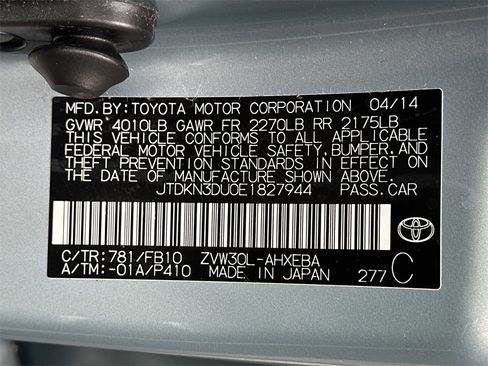 MFD. BY: TOYOTA MOTOR CORPORATION 04/14
GVWR 4010LB GAWR FR 2270LB RR 2175LB
THIS VEHICLE CONFORMS TO ALL APPLICABLE
FEDERAL MOTOR VEHICLE SAFETY, BUMPER, AND
THEFT PREVENTION STANDARDS IN EFFECT ON
THE DATE OF MANUFACTURE SHOWN ABOVE.
JTDKN3DU0E1827944 PASS. CAR
C/TR: 781/FB10 ZVW30L-AHXEBA
A/TM: -01A/P410 MADE IN JAPAN 277 C